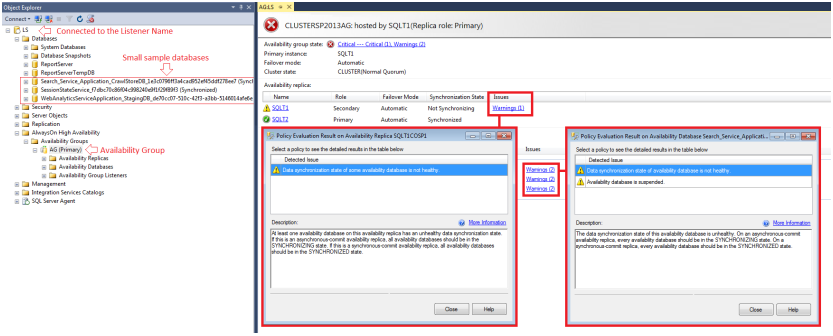 Object Explorer
Connect
LS
Connected to the Listener Name
Databases
System Databases
Small sample databases
Database Snapshots
ReportServer
ReportServerTempDB
SessionStateService_f7dbc70c86f04c998240e9f1f29f89f3 (Synchronized)
Security
Server Objects
Replication
AlwaysOn High Availability
Availability Groups
AG (Primary)
Availability Group
Availability Replicas
Availability Databases
Availability Group Listeners
Management
Integration Services Catalogs
SQL Server Agent
CLUSTERSP2013AG: hosted by SQLT1(Replica role: Primary)
Availability group state: Critical --- Critical (1), Warnings (2)
Primary instance: SQLT1
Failover mode: Automatic
Cluster state: CLUSTER(Normal Quorum)
Availability replica:
Name Role Failover Mode Synchronization State Issues
SQLT1 Secondary Automatic Not Synchronizing Warnings (1)
SQLT2 Primary Automatic Synchronized
Policy Evaluation Result on Availability Replica SQLT1COSP1
Select a policy to see the detailed results in the table below
Detected Issue
Data synchronization state of some availability database is not healthy.
Description:
More Information
At least one availability database on this availability replica has an unhealthy data synchronization state.
If this is an asynchronous-commit availability replica, all availability databases should be in the
SYNCHRONIZING state. If this is a synchronous-commit availability replica, all availability databases
should be in the SYNCHRONIZED state.
Close
Help
Issues
Warnings (2)
Warnings (2)
Warnings (2)
Policy Evaluation Result on Availability Database Search_Service_Applicati...
Select a policy to see the detailed results in the table below
Detected Issue
Data synchronization state of availability database is not healthy.
Availability database is suspended.
Description:
More Information
The data synchronization state of this availability database is unhealthy. On an asynchronous-commit
availability replica, every availability database should be in the SYNCHRONIZING state. On a
synchronous-commit replica, every availability database should be in the SYNCHRONIZED state.
Close
Help